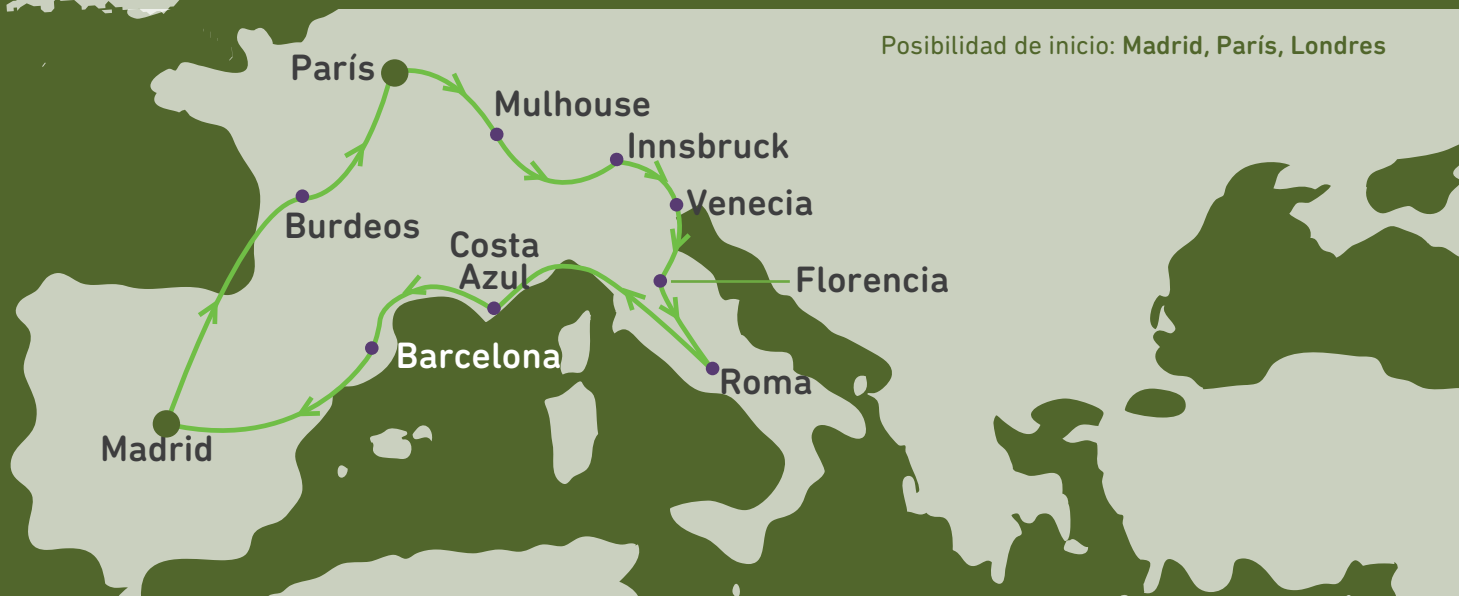 Posibilidad de inicio: Madrid, París, Londres
París
Mulhouse
Innsbruck
Venecia
Burdeos
Costa
Azul
Florencia
Barcelona
Roma
Madrid